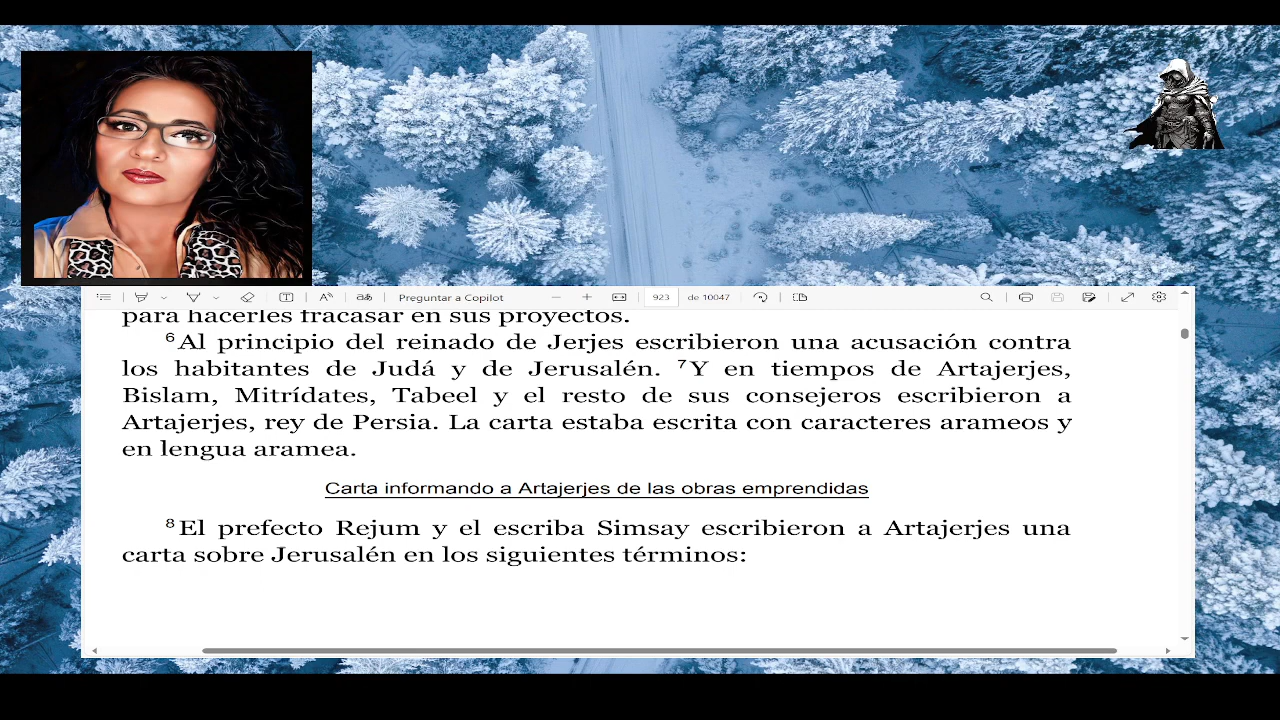 Preguntar a Copilot
923 de 10047
para hacerles fracasar en sus proyectos.
⁶Al principio del reinado de Jerjes escribieron una acusación contra
los habitantes de Judá y de Jerusalén. ⁷Y en tiempos de Artajerjes,
Bislam, Mitrídates, Tabeel y el resto de sus consejeros escribieron a
Artajerjes, rey de Persia. La carta estaba escrita con caracteres arameos y
en lengua aramea.
Carta informando a Artajerjes de las obras emprendidas
⁸El prefecto Rejum y el escriba Simsay escribieron a Artajerjes una
carta sobre Jerusalén en los siguientes términos: